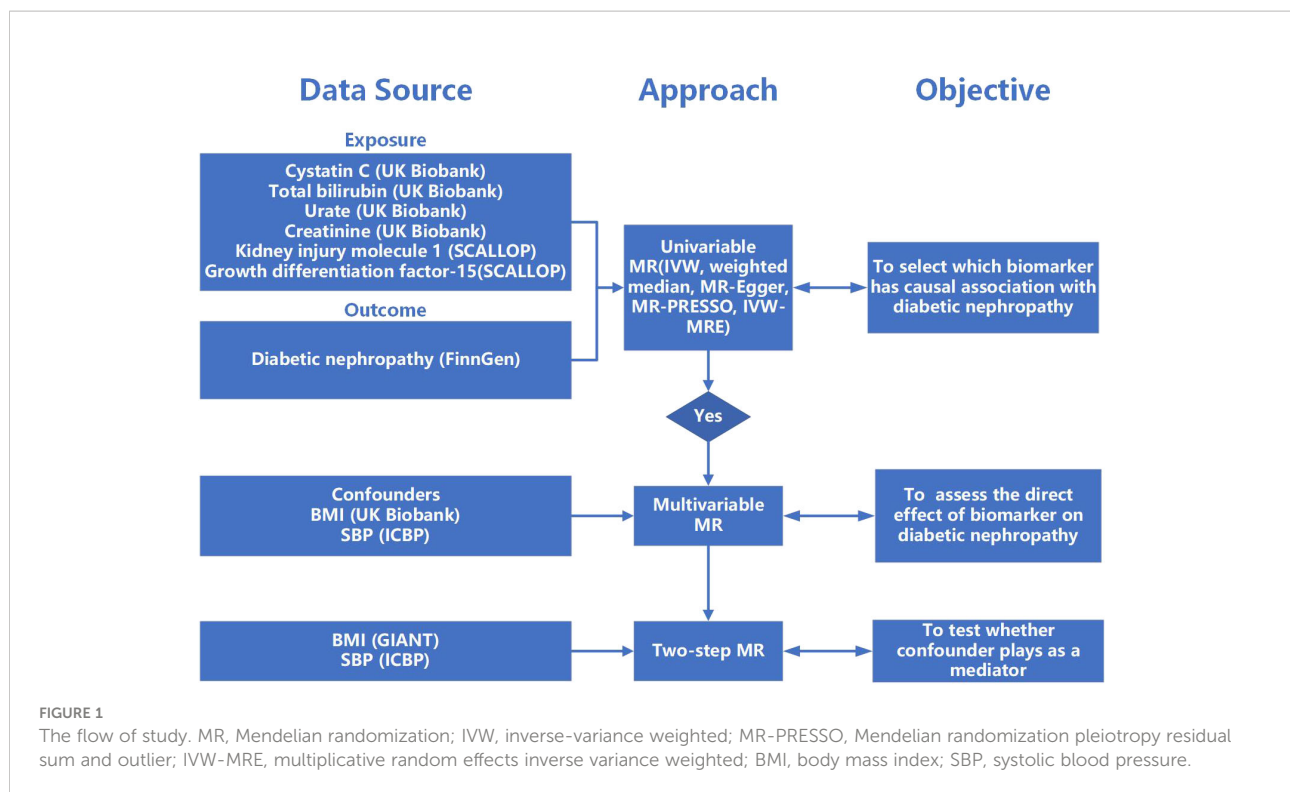 Data Source
Approach
Objective
Exposure
Cystatin C (UK Biobank)
Total bilirubin (UK Biobank)
Urate (UK Biobank)
Creatinine (UK Biobank)
Kidney injury molecule 1 (SCALLOP)
Growth differentiation factor-15(SCALLOP)
Outcome
Diabetic nephropathy (FinnGen)
Univariable
MR(IVW, weighted
median, MR-Egger,
MR-PRESSO, IVW-
MRE)
To select which biomarker
has causal association with
diabetic nephropathy
Yes
Confounders
BMI (UK Biobank)
SBP (ICBP)
Multivariable
MR
To assess the direct
effect of biomarker on
diabetic nephropathy
BMI (GIANT)
SBP (ICBP)
Two-step MR
To test whether
confounder plays as a
mediator
FIGURE 1
The flow of study. MR, Mendelian randomization; IVW, inverse-variance weighted; MR-PRESSO, Mendelian randomization pleiotropy residual
sum and outlier; IVW-MRE, multiplicative random effects inverse variance weighted; BMI, body mass index; SBP, systolic blood pressure.